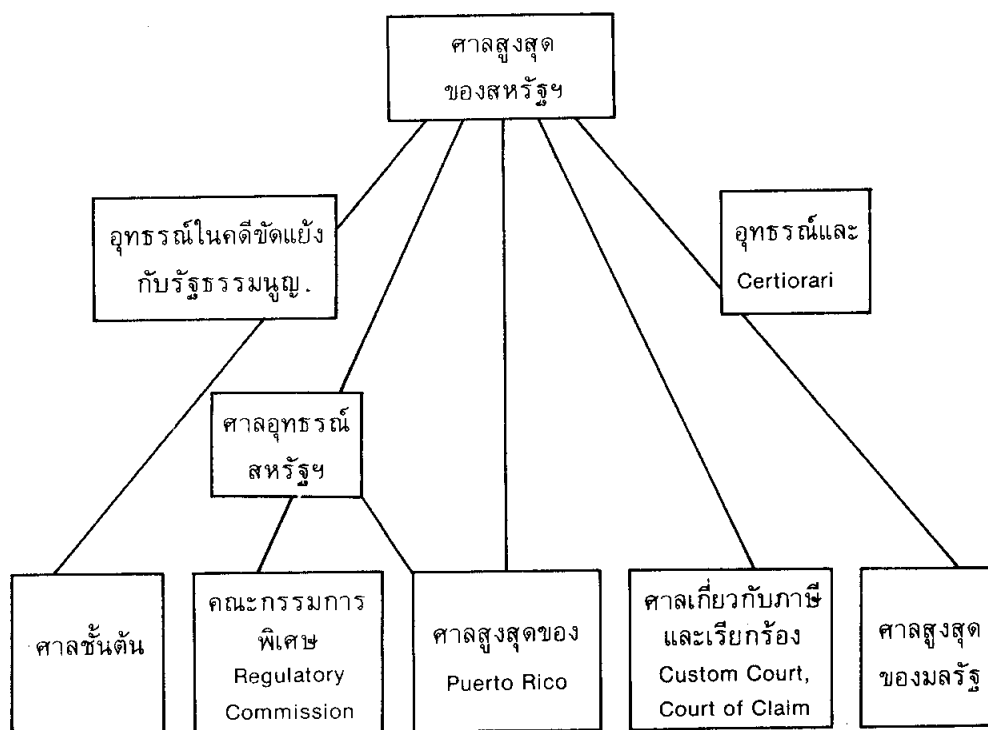 ศาลสูงสุด
ของสหรัฐฯ
อุทธรณ์ในคดีขัดแย้ง
กับรัฐธรรมนูญ.
อุทธรณ์และ
Certiorari
ศาลอุทธรณ์
สหรัฐฯ
ศาลชั้นต้น
คณะกรรมการ
พิเศษ
Regulatory
Commission
ศาลสูงสุดของ
Puerto Rico
ศาลเกี่ยวกับภาษี
และเรียกร้อง
Custom Court,
Court of Claim
ศาลสูงสุด
ของมลรัฐ